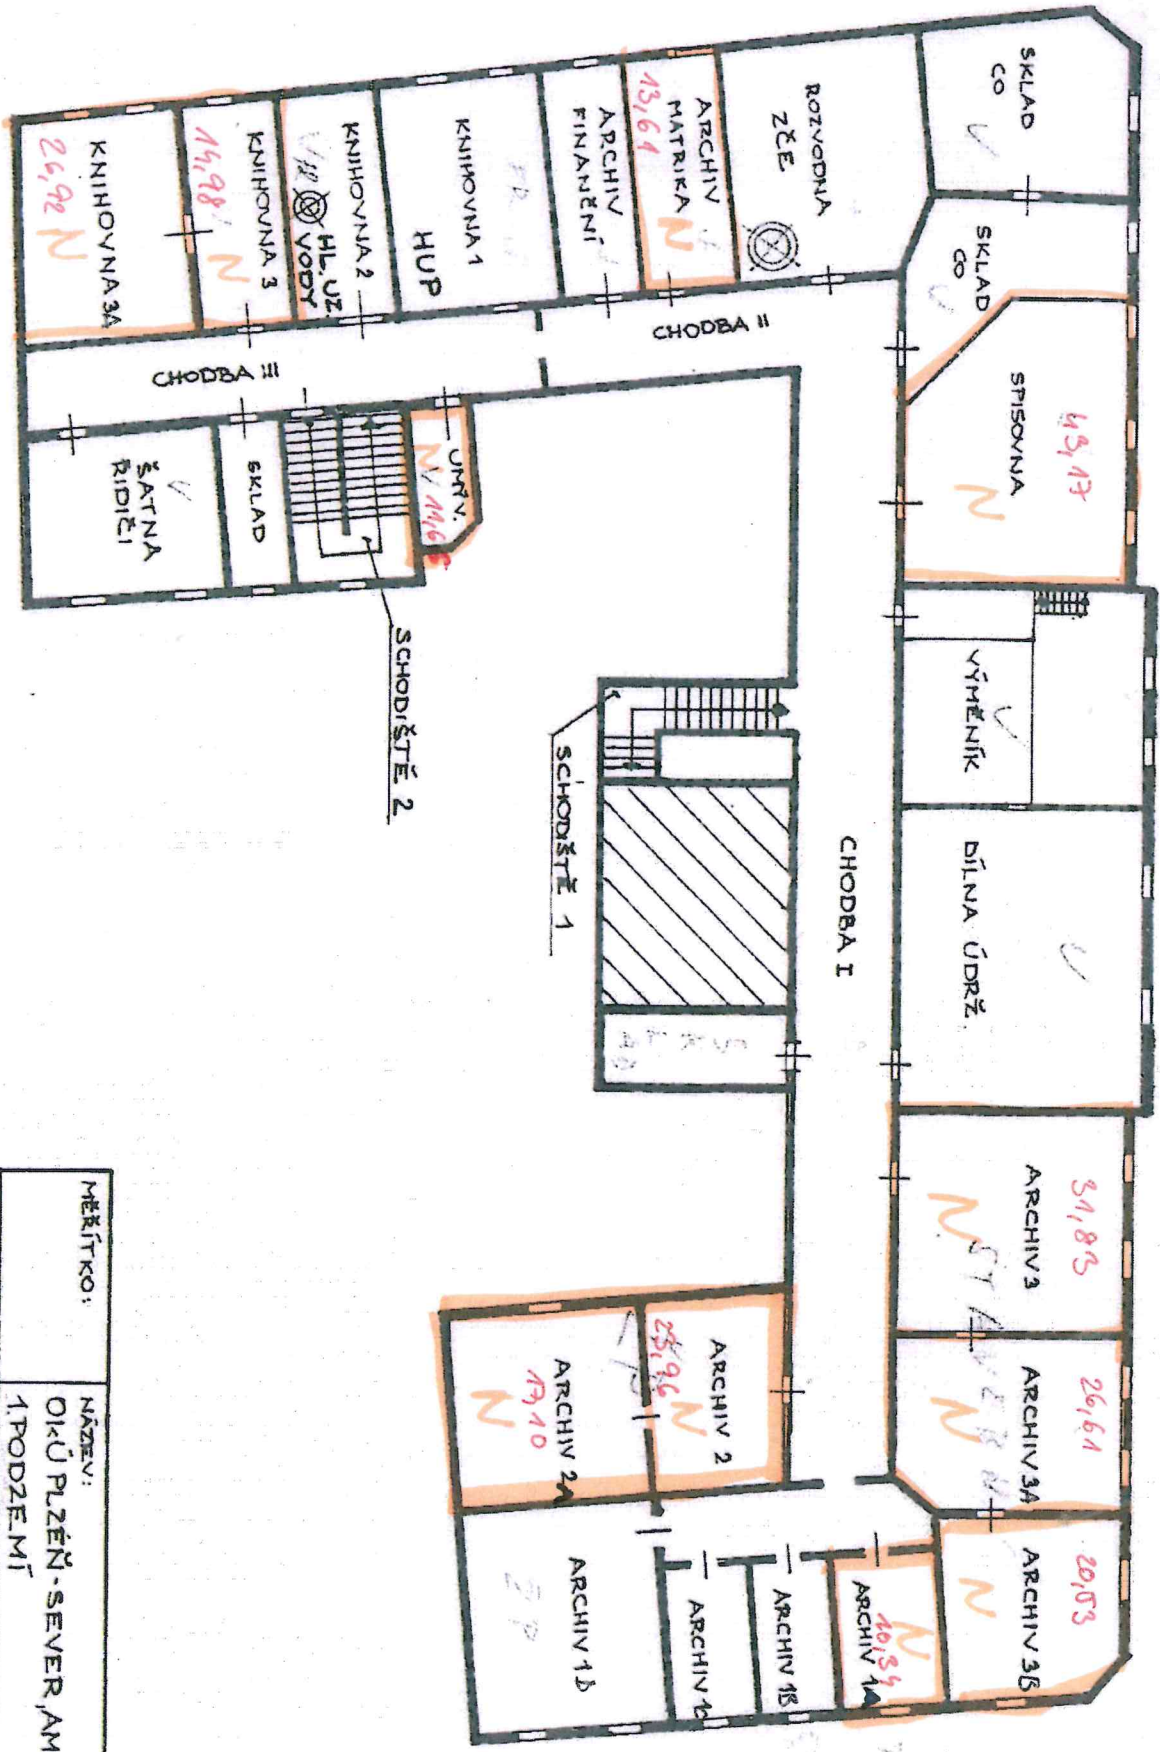 SKLAD
CO
SKLAD
CO
SPISOVNA
43,17
N
ROZVODNA
ZČE
ARCHIV
MATRIKA
13,61
N
ARCHIV
FINANČNÍ
KNIHOVNA 1
HUP
KNIHOVNA 2
HL. UZ.
VODY
KNIHOVNA 3
14,98
N
KNIHOVNA 3A
26,92
N
CHODBA II
CHODBA III
UMÝV.
N
SKLAD
ŠATNA
ŘIDIČI
SCHODIŠTĚ 2
SCHODIŠTĚ 1
VÝMĚNÍK
DÍLNA ÚDRŽ.
CHODBA I
31,83
ARCHIV 3
N
26,61
ARCHIV 3A
N
20,53
ARCHIV 3B
N
ARCHIV 2
N
ARCHIV 2A
17,10
N
N
10,34
ARCHIV 1A
ARCHIV 1B
ARCHIV 1C
ARCHIV 1D
MĚŘÍTKO:
NÁZEV:
OKÚ PLZEŇ-SEVER, AM
1.PODZEMÍ